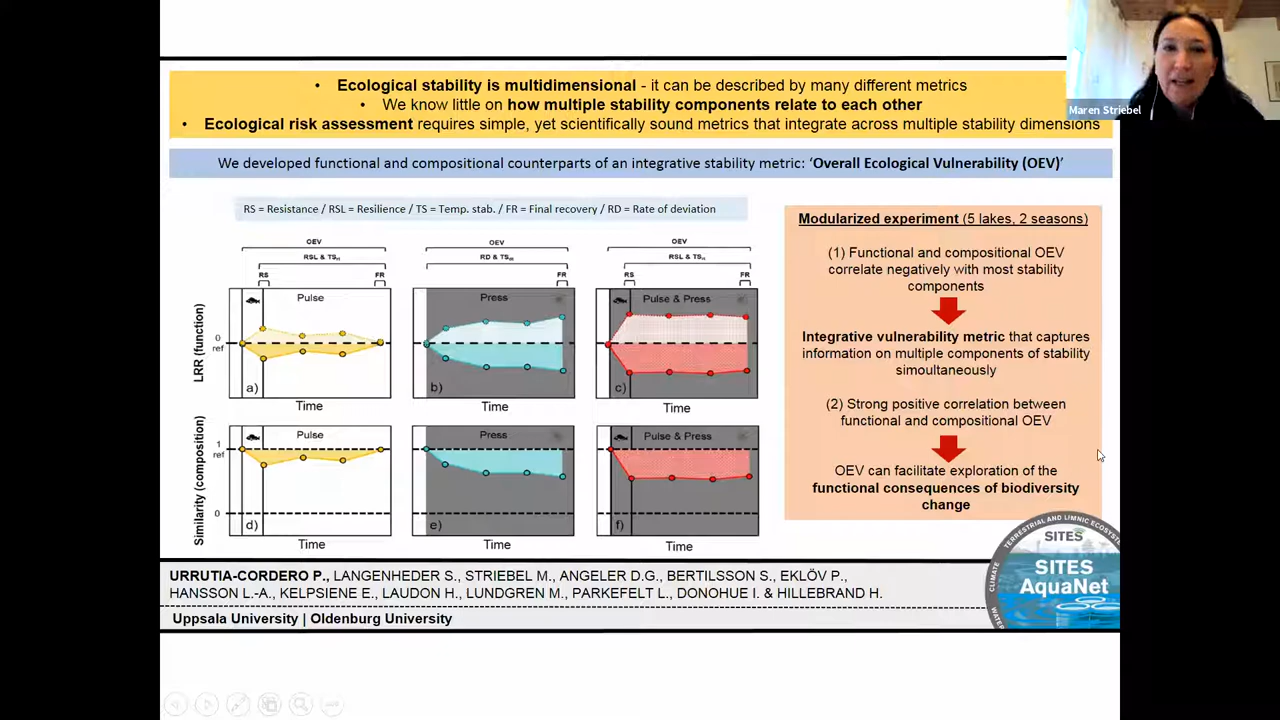 Maren Striebel
• Ecological stability is multidimensional - it can be described by many different metrics
• We know little on how multiple stability components relate to each other
• Ecological risk assessment requires simple, yet scientifically sound metrics that integrate across multiple stability dimensions
We developed functional and compositional counterparts of an integrative stability metric: ‘Overall Ecological Vulnerability (OEV)’
RS = Resistance / RSL = Resilience / TS = Temp. stab. / FR = Final recovery / RD = Rate of deviation
OEV
RSL & TSm
RS FR
Pulse
LRR (function)
0
ref
a)
Time
OEV
RD & TSm
FR
Press
b)
Time
OEV
RSL & TSm
RS FR
Pulse & Press
c)
Time
Pulse
Similarity (composition)
1
ref
0
d)
Time
Press
e)
Time
Pulse & Press
f)
Time
Modularized experiment (5 lakes, 2 seasons)
(1) Functional and compositional OEV
correlate negatively with most stability
components
Integrative vulnerability metric that captures
information on multiple components of stability
simoultaneously
(2) Strong positive correlation between
functional and compositional OEV
OEV can facilitate exploration of the
functional consequences of biodiversity
change
URRUTIA-CORDERO P., LANGENHEDER S., STRIEBEL M., ANGELER D.G., BERTILSSON S., EKLÖV P.,
HANSSON L.-A., KELPSIENE E., LAUDON H., LUNDGREN M., PARKEFELT L., DONOHUE I. & HILLEBRAND H.
Uppsala University | Oldenburg University
TERRESTRIAL AND LIMNIC
CLIMATE
SITES
SITES
AquaNet